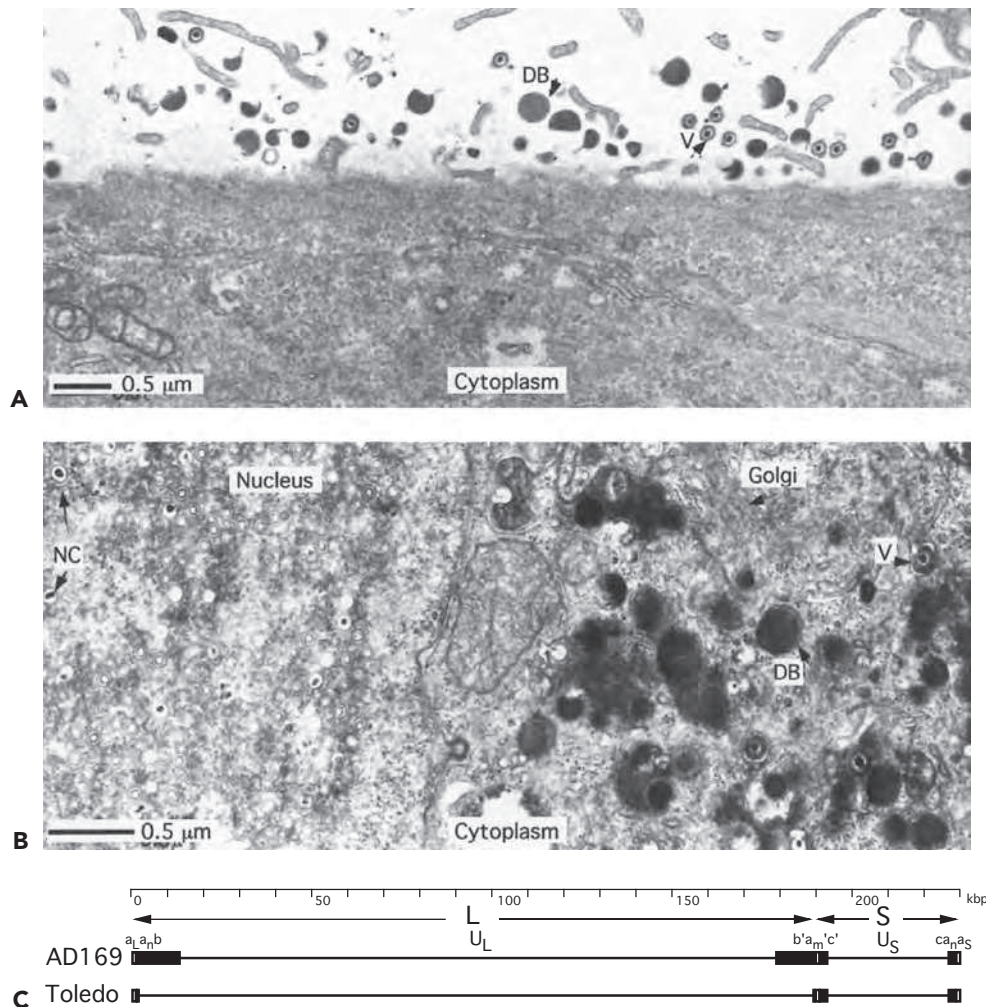 DB
V
0.5 μm
Cytoplasm
A
Nucleus
Golgi
NC
V
DB
0.5 μm
Cytoplasm
B
0 50 100 150 200 kbp
L S
aLanb UL b'am'c' US canaS
AD169
C Toledo